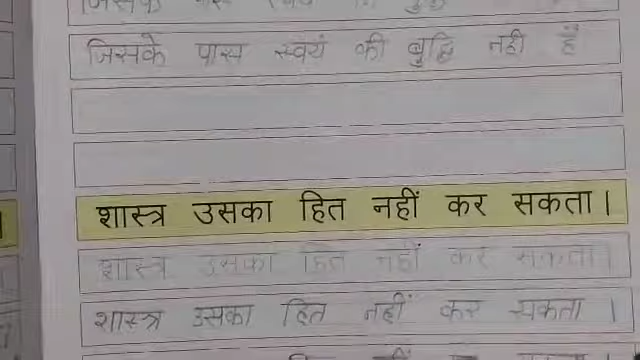 जिसके पास स्वयं की बुद्धि नही है
शास्त्र उसका हित नहीं कर सकता।
शास्त्र उसका हित नहीं कर सकता।
शास्त्र उसका हित नहीं कर सकता ।